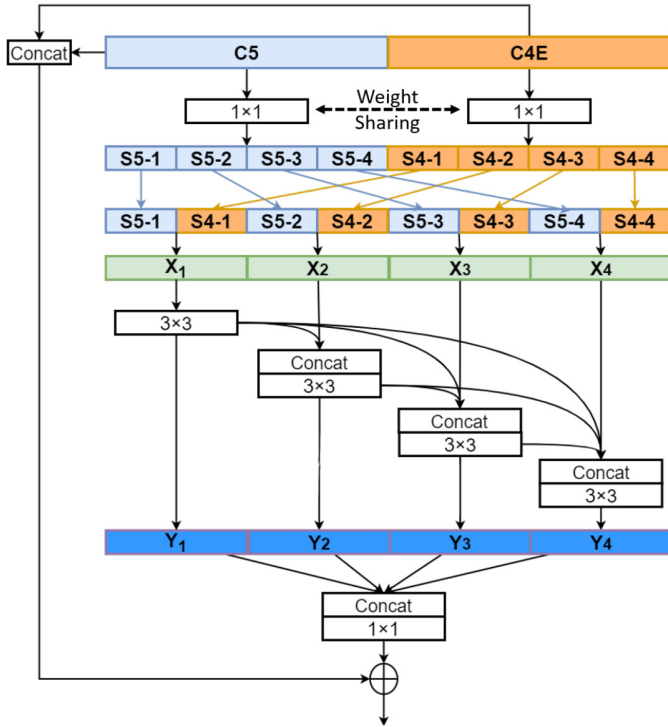 Concat C5 C4E
1×1 Weight Sharing 1×1
S5-1 S5-2 S5-3 S5-4 S4-1 S4-2 S4-3 S4-4
S5-1 S4-1 S5-2 S4-2 S5-3 S4-3 S5-4 S4-4
X1 X2 X3 X4
3×3
Concat
3×3
Concat
3×3
Concat
3×3
Y1 Y2 Y3 Y4
Concat
1×1